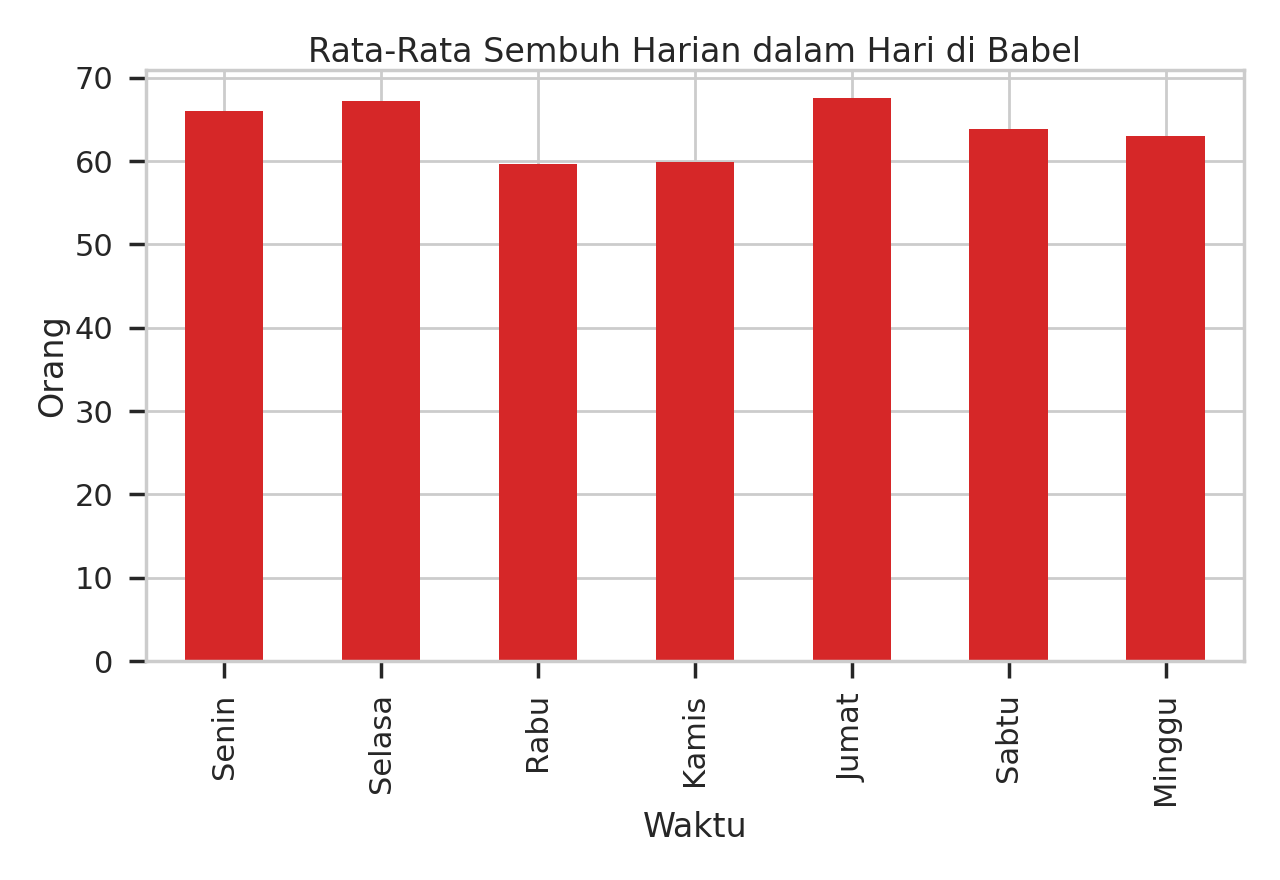 Rata-Rata Sembuh Harian dalam Hari di Babel
70
60
50
40
30
20
10
0
Orang
Senin
Selasa
Rabu
Kamis
Jumat
Sabtu
Minggu
Waktu